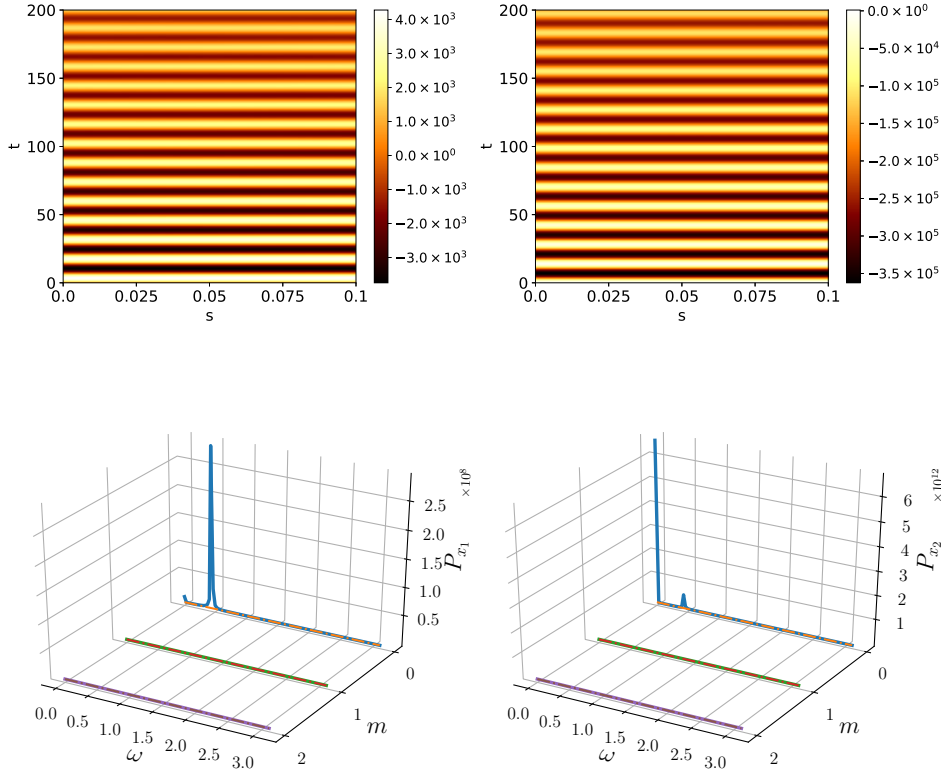 200
150
100
50
0
t
0.0 0.025 0.05 0.075 0.1
s
4.0 × 10³
3.0 × 10³
2.0 × 10³
1.0 × 10³
0.0 × 10⁰
−1.0 × 10³
−2.0 × 10³
−3.0 × 10³
200
150
100
50
0
t
0.0 0.025 0.05 0.075 0.1
s
0.0 × 10⁰
−5.0 × 10⁴
−1.0 × 10⁵
−1.5 × 10⁵
−2.0 × 10⁵
−2.5 × 10⁵
−3.0 × 10⁵
−3.5 × 10⁵
×10⁸
2.5
2.0
1.5
1.0
0.5
P_{x_1}
0
1
2
m
0.0 0.5 1.0 1.5 2.0 2.5 3.0
ω
×10¹²
6
5
4
3
2
1
P_{x_2}
0
1
2
m
0.0 0.5 1.0 1.5 2.0 2.5 3.0
ω